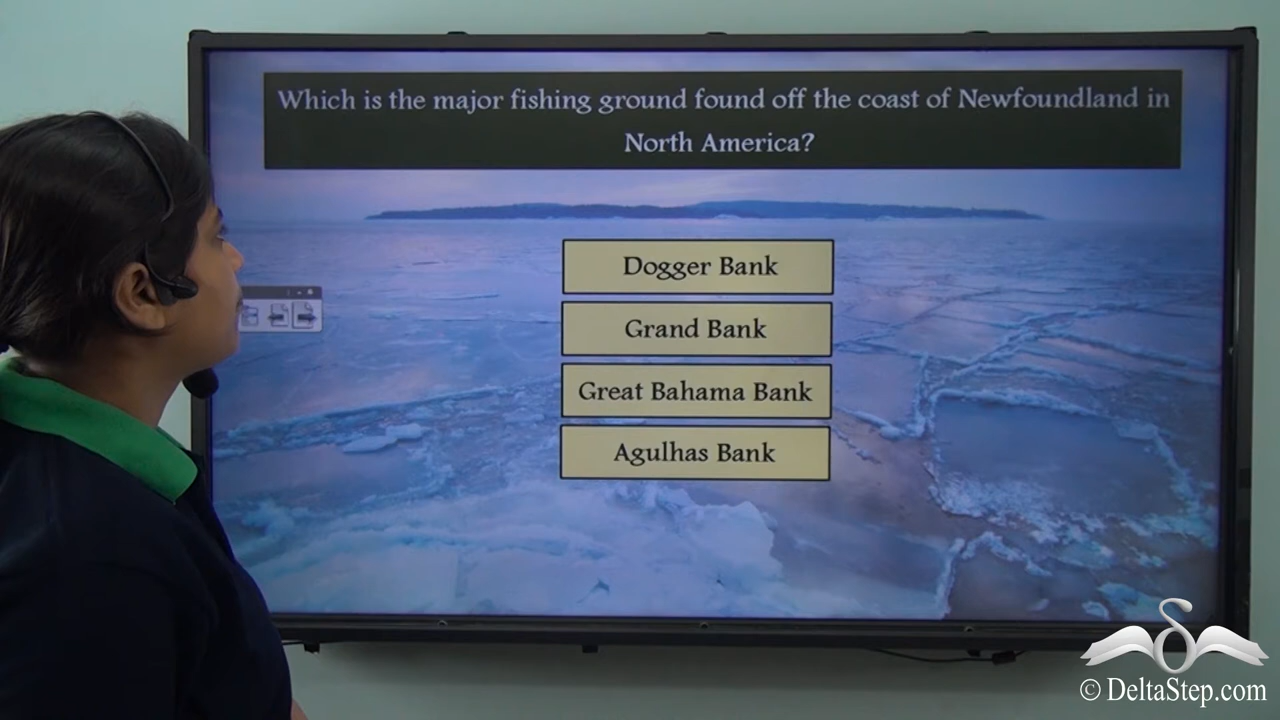 Which is the major fishing ground found off the coast of Newfoundland in
North America?
Dogger Bank
Grand Bank
Great Bahama Bank
Agulhas Bank
© DeltaStep.com